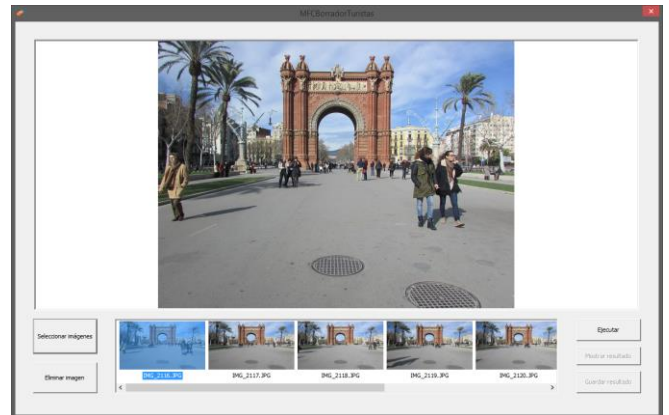 MFCBorradorTuristas
Seleccionar imágenes
Eliminar imagen
IMG_2116.JPG
IMG_2117.JPG
IMG_2118.JPG
IMG_2119.JPG
IMG_2120.JPG
Ejecutar
Mostrar resultado
Guardar resultado